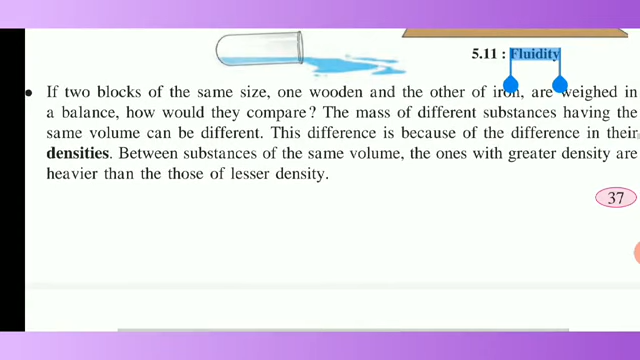 5.11 : Fluidity
If two blocks of the same size, one wooden and the other of iron, are weighed in
a balance, how would they compare? The mass of different substances having the
same volume can be different. This difference is because of the difference in their
densities. Between substances of the same volume, the ones with greater density are
heavier than the those of lesser density.
37